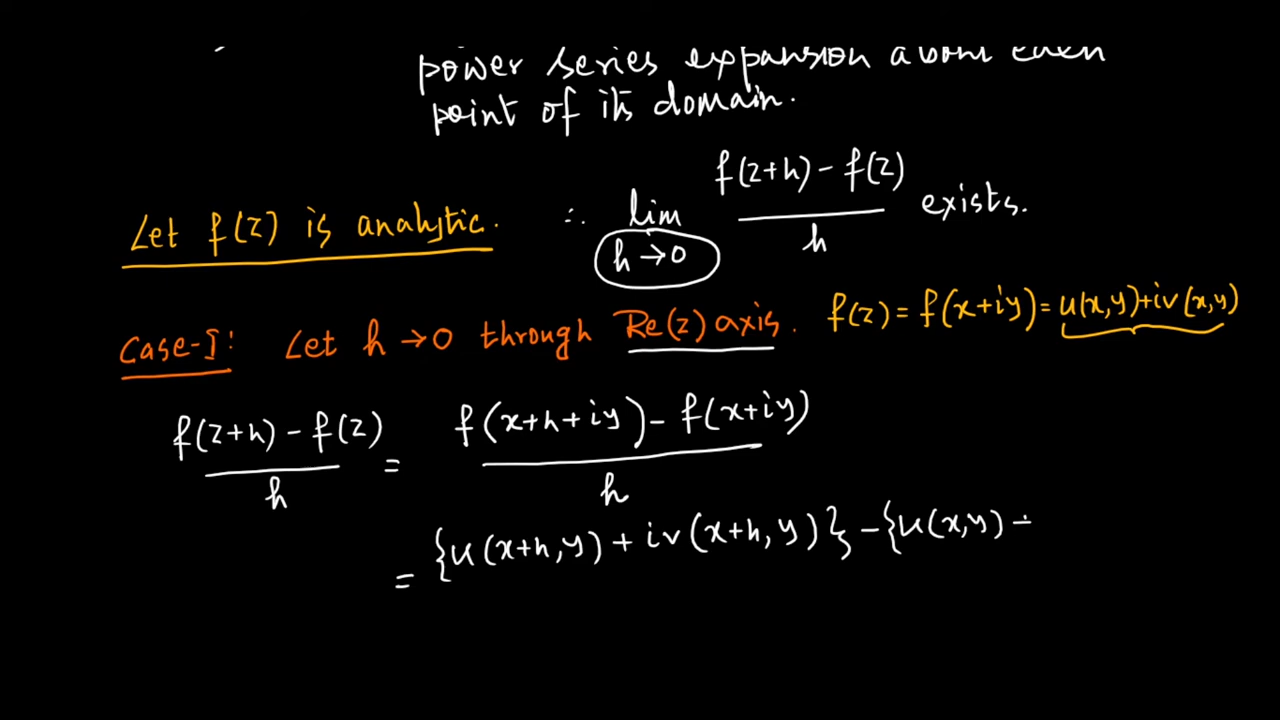 power series expansion about each
point of its domain.
Let f(z) is analytic. ∴ lim h→0 f(z+h) - f(z) / h exists.
f(z) = f(x+iy) = u(x,y)+iv(x,y)
Case-I: Let h→0 through Re(z) axis.
f(z+h) - f(z) / h = f(x+h+iy) - f(x+iy) / h
= {u(x+h,y) + iv(x+h,y)} - {u(x,y) -